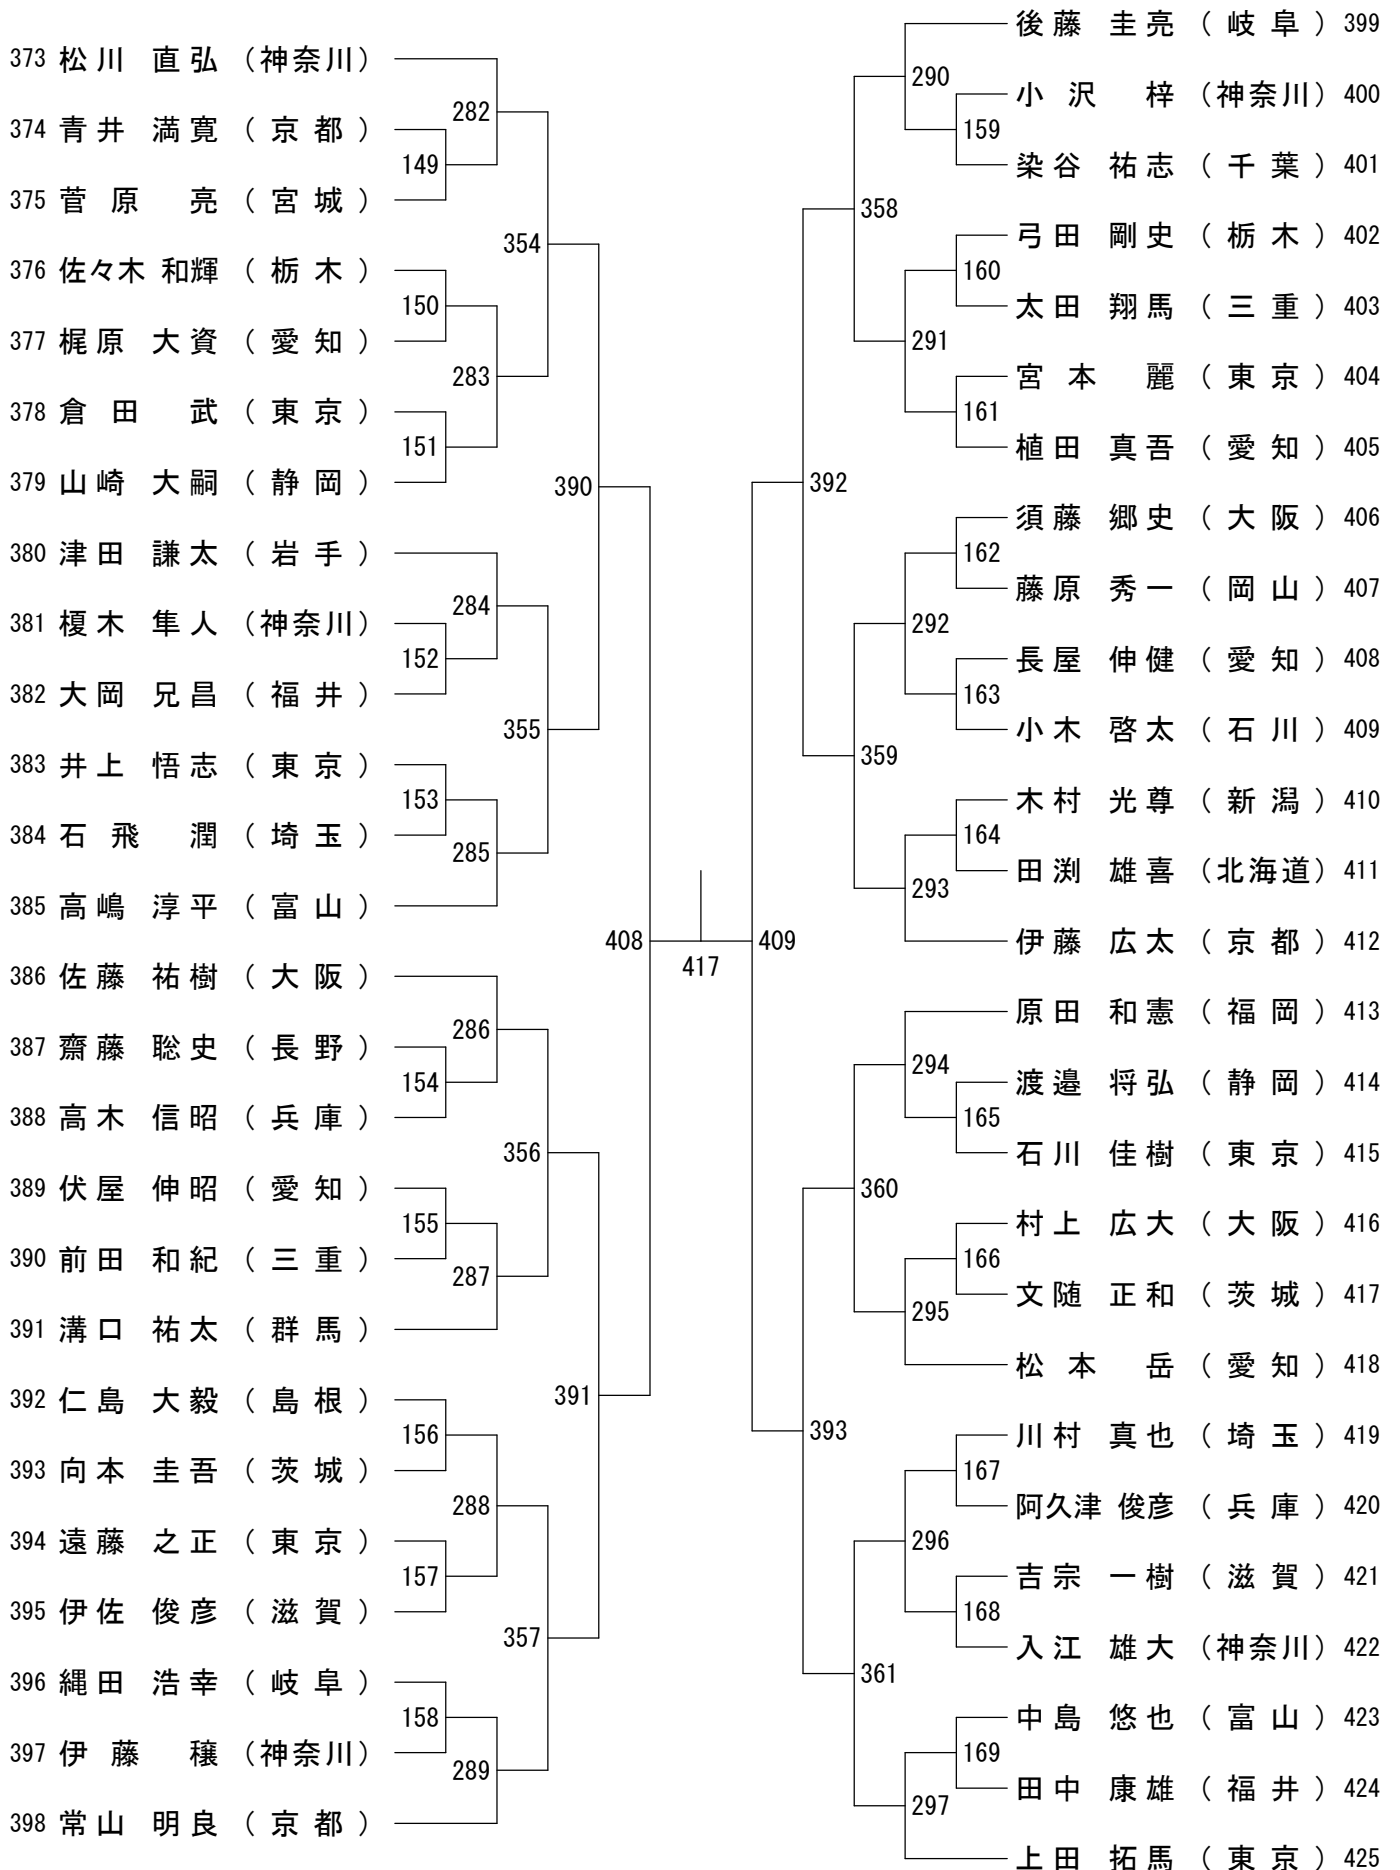 373 松川 直弘 (神奈川)
374 青井 満寛 (京都)
375 菅原 亮 (宮城)
376 佐々木 和輝 (栃木)
377 梶原 大資 (愛知)
378 倉田 武 (東京)
379 山崎 大嗣 (静岡)
380 津田 謙太 (岩手)
381 榎木 隼人 (神奈川)
382 大岡 兄昌 (福井)
383 井上 悟志 (東京)
384 石飛 潤 (埼玉)
385 高嶋 淳平 (富山)
386 佐藤 祐樹 (大阪)
387 齋藤 聡史 (長野)
388 高木 信昭 (兵庫)
389 伏屋 伸昭 (愛知)
390 前田 和紀 (三重)
391 溝口 祐太 (群馬)
392 仁島 大毅 (島根)
393 向本 圭吾 (茨城)
394 遠藤 之正 (東京)
395 伊佐 俊彦 (滋賀)
396 縄田 浩幸 (岐阜)
397 伊藤 穣 (神奈川)
398 常山 明良 (京都)
149
150
151
152
153
154
155
156
157
158
282
283
284
285
286
287
288
289
354
355
356
357
390
391
408
417
409
392
393
358
359
360
361
290
291
292
293
294
295
296
297
159
160
161
162
163
164
165
166
167
168
169
後藤 圭亮 (岐阜) 399
小沢 梓 (神奈川) 400
染谷 祐志 (千葉) 401
弓田 剛史 (栃木) 402
太田 翔馬 (三重) 403
宮本 麗 (東京) 404
植田 真吾 (愛知) 405
須藤 郷史 (大阪) 406
藤原 秀一 (岡山) 407
長屋 伸健 (愛知) 408
小木 啓太 (石川) 409
木村 光尊 (新潟) 410
田渕 雄喜 (北海道) 411
伊藤 広太 (京都) 412
原田 和憲 (福岡) 413
渡邉 将弘 (静岡) 414
石川 佳樹 (東京) 415
村上 広大 (大阪) 416
文随 正和 (茨城) 417
松本 岳 (愛知) 418
川村 真也 (埼玉) 419
阿久津 俊彦 (兵庫) 420
吉宗 一樹 (滋賀) 421
入江 雄大 (神奈川) 422
中島 悠也 (富山) 423
田中 康雄 (福井) 424
上田 拓馬 (東京) 425